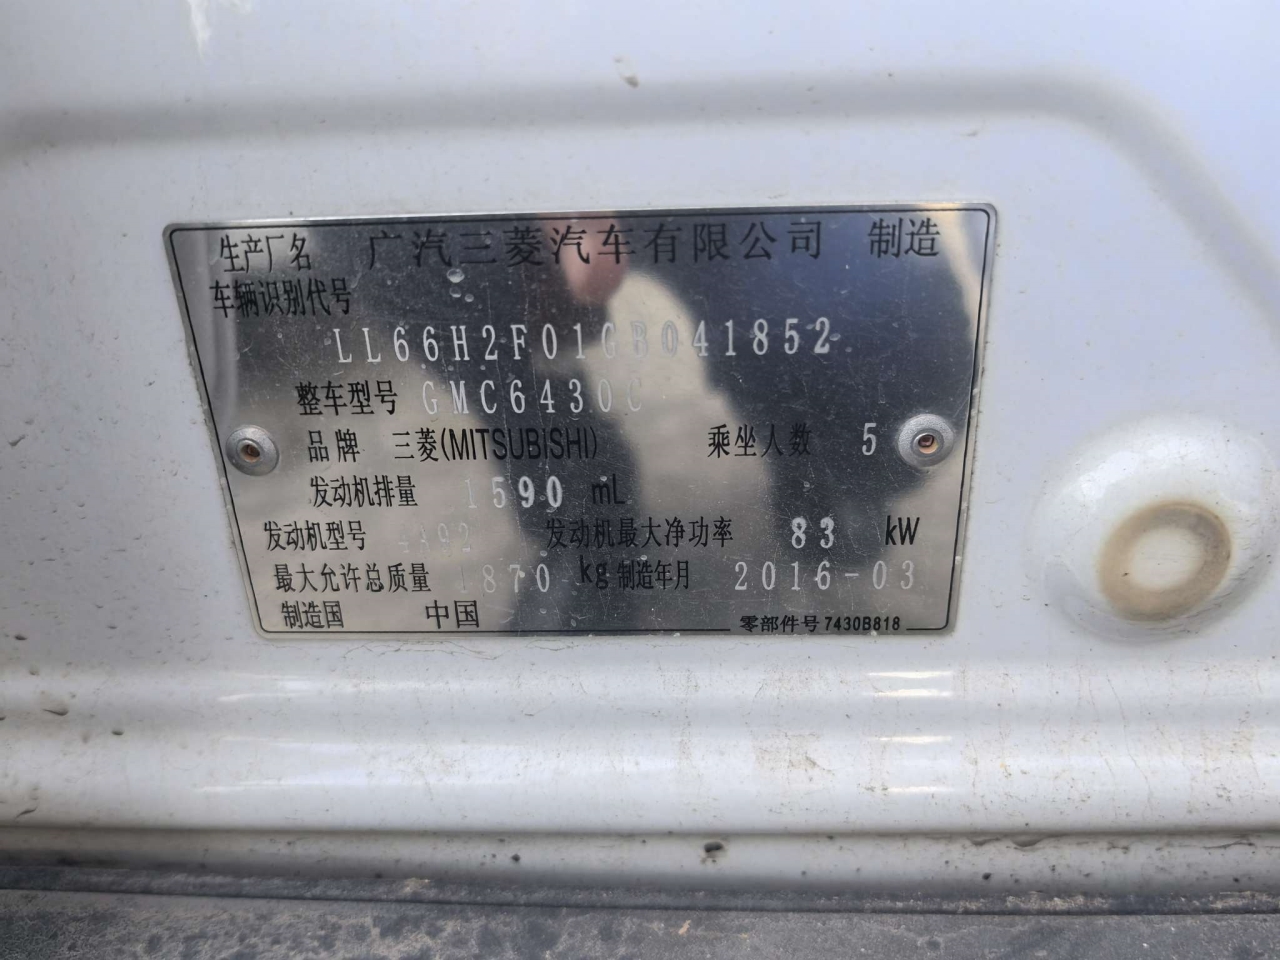 生产厂名 广汽三菱汽车有限公司 制造
车辆识别代号
LL66H2F01GB041852
整车型号 GMC6430C
品牌 三菱(MITSUBISHI) 乘坐人数 5
发动机排量 1590 mL
发动机型号 4A92 发动机最大净功率 83 kW
最大允许总质量 1870 kg 制造年月 2016-03
制造国 中国
零部件号 7430B818